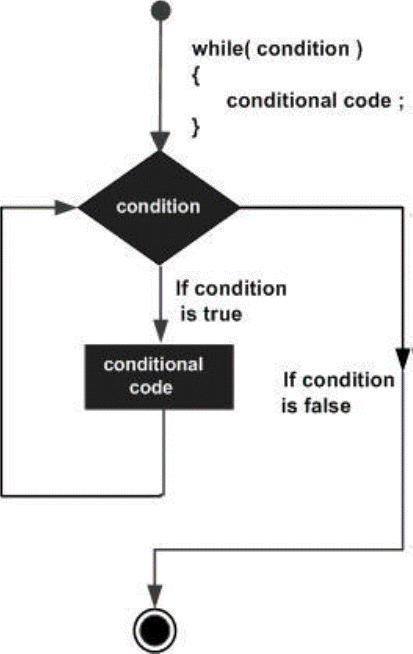 while( condition )
{
conditional code ;
}
condition
If condition
is true
conditional
code
If condition
is false